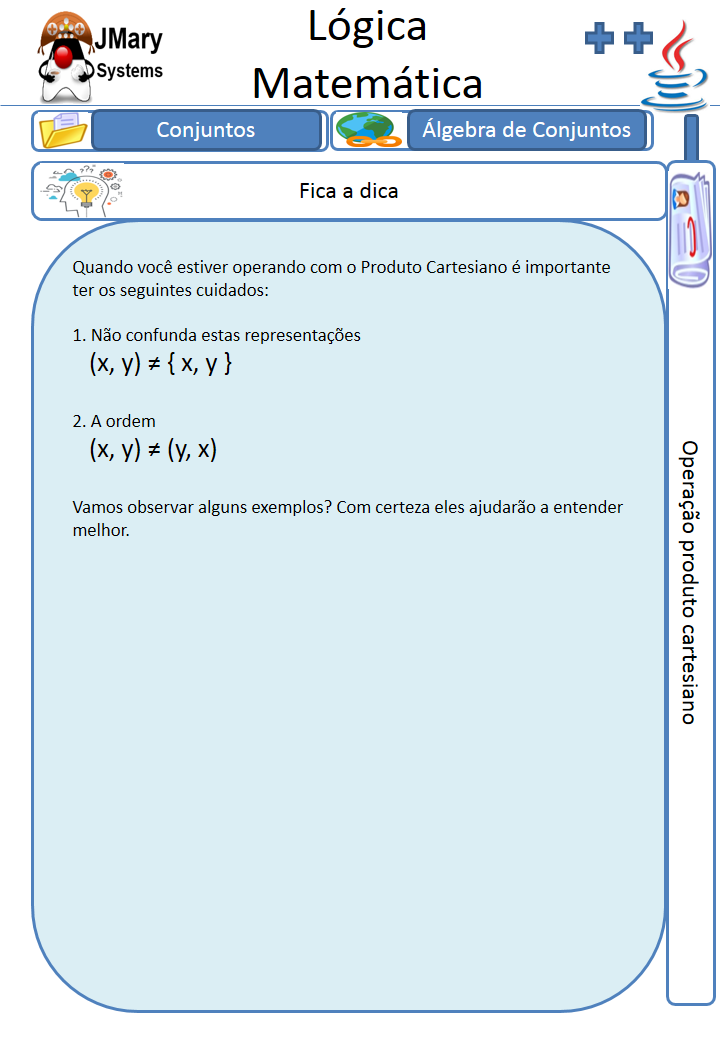 JMary
Systems
Lógica
Matemática
Conjuntos
Álgebra de Conjuntos
Fica a dica
Quando você estiver operando com o Produto Cartesiano é importante
ter os seguintes cuidados:
1. Não confunda estas representações
(x, y) ≠ { x, y }
2. A ordem
(x, y) ≠ (y, x)
Vamos observar alguns exemplos? Com certeza eles ajudarão a entender
melhor.
Operação produto cartesiano